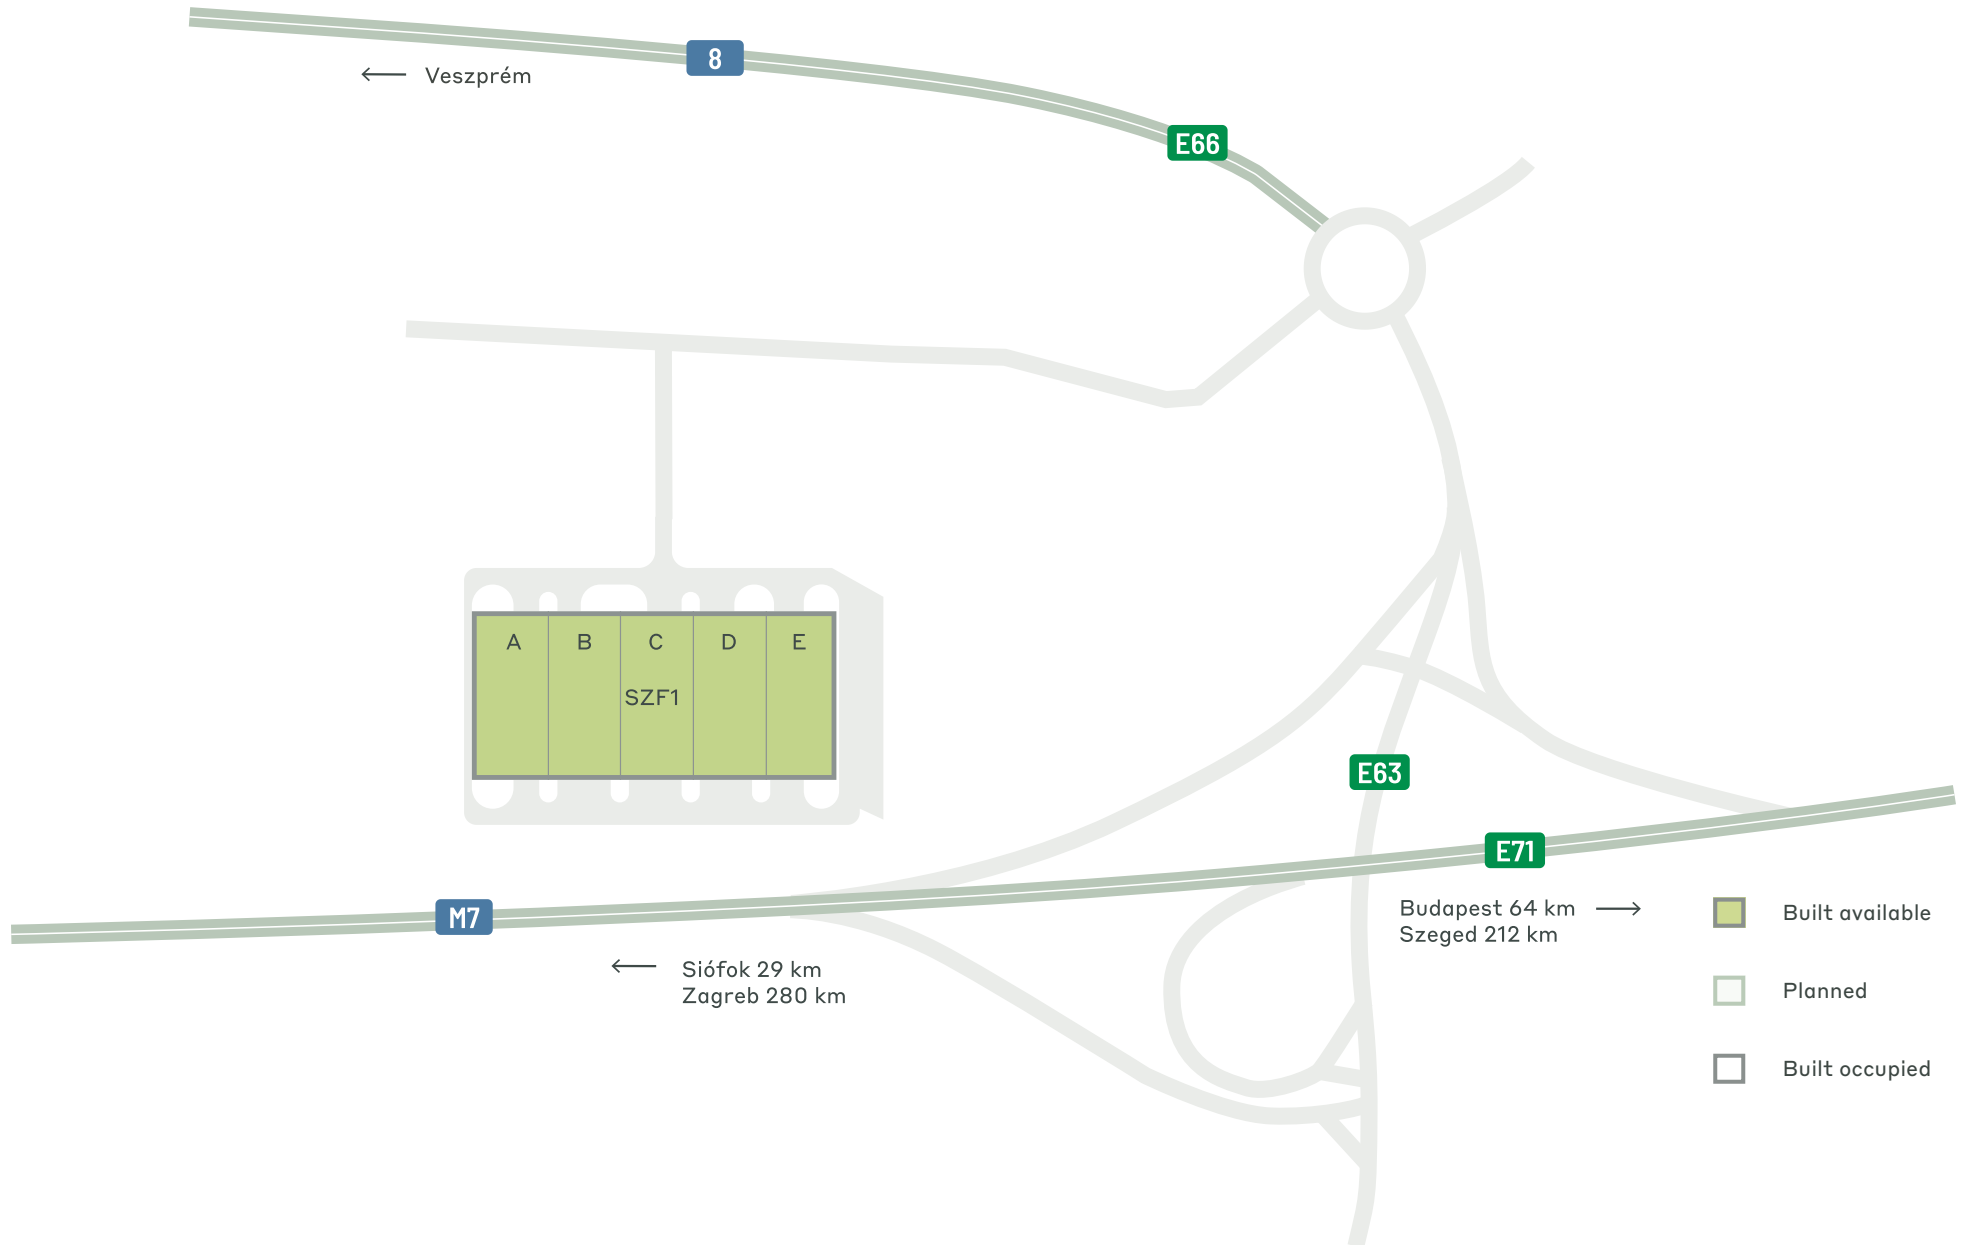 8
Veszprém
E66
A
B
C
D
E
SZF1
E63
E71
M7
Budapest 64 km
Szeged 212 km
Siófok 29 km
Zagreb 280 km
Built available
Planned
Built occupied